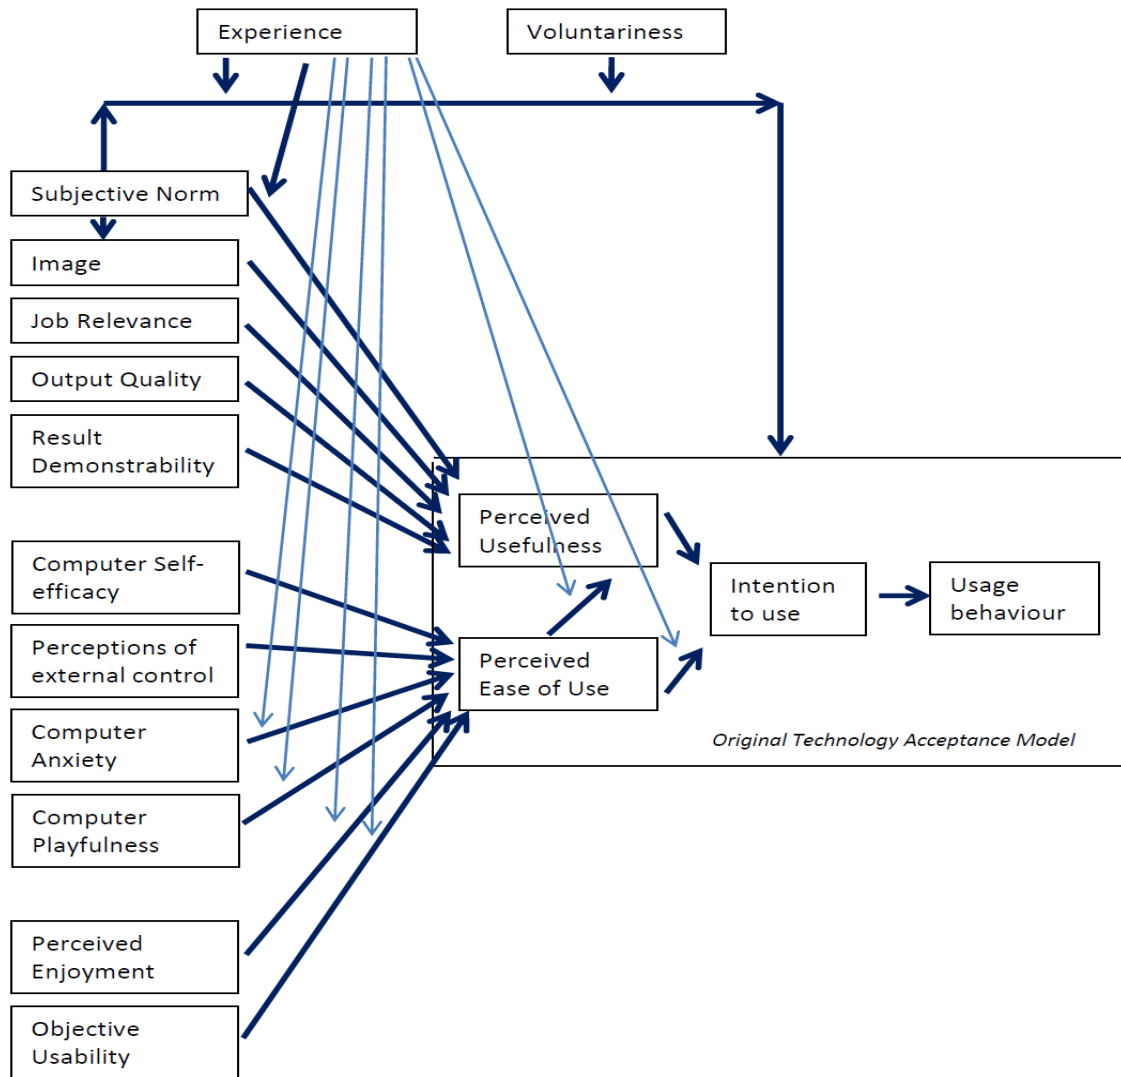 Experience
Voluntariness
Subjective Norm
Image
Job Relevance
Output Quality
Result
Demonstrability
Perceived
Usefulness
Computer Self-
efficacy
Intention
to use
Usage
behaviour
Perceptions of
external control
Perceived
Ease of Use
Computer
Anxiety
Original Technology Acceptance Model
Computer
Playfulness
Perceived
Enjoyment
Objective
Usability